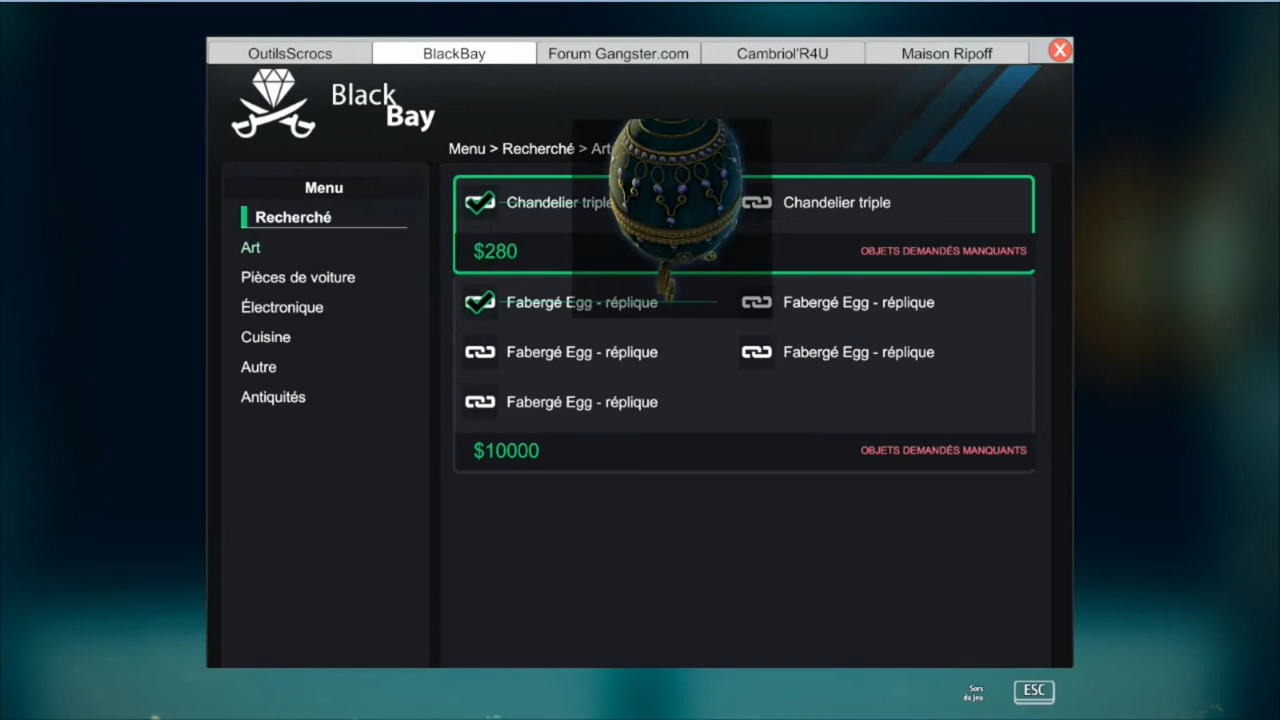 OutilsScrocs BlackBay Forum Gangster.com Cambriol'R4U Maison Ripoff X
Black
Bay
Menu > Recherché > Art
Menu
Recherché
Art
Pièces de voiture
Électronique
Cuisine
Autre
Antiquités
Chandelier triple Chandelier triple
$280 OBJETS DEMANDÉS MANQUANTS
Fabergé Egg - réplique Fabergé Egg - réplique
Fabergé Egg - réplique Fabergé Egg - réplique
Fabergé Egg - réplique
$10000 OBJETS DEMANDÉS MANQUANTS
Sors
du jeu
ESC